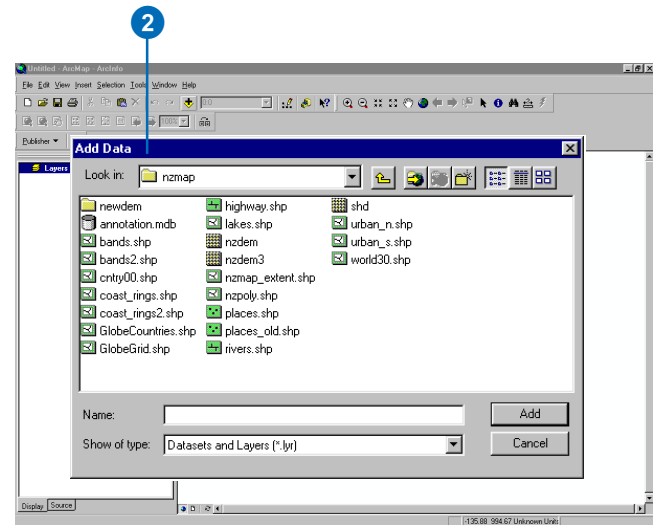 2
Untitled - ArcMap - ArcInfo
File Edit View Insert Selection Tools Window Help
0.0
100%
Publisher
Layers
Add Data
Look in: nzmap
newdem highway.shp shd
annotation.mdb lakes.shp urban_n.shp
bands.shp nzdem urban_s.shp
bands2.shp nzdem3 world30.shp
cntry00.shp nzmap_extent.shp
coast_rings.shp nzpoly.shp
coast_rings2.shp places.shp
GlobeCountries.shp places_old.shp
GlobeGrid.shp rivers.shp
Name: Add
Show of type: Datasets and Layers (*.lyr) Cancel
Display Source
-135.88 994.67 Unknown Units